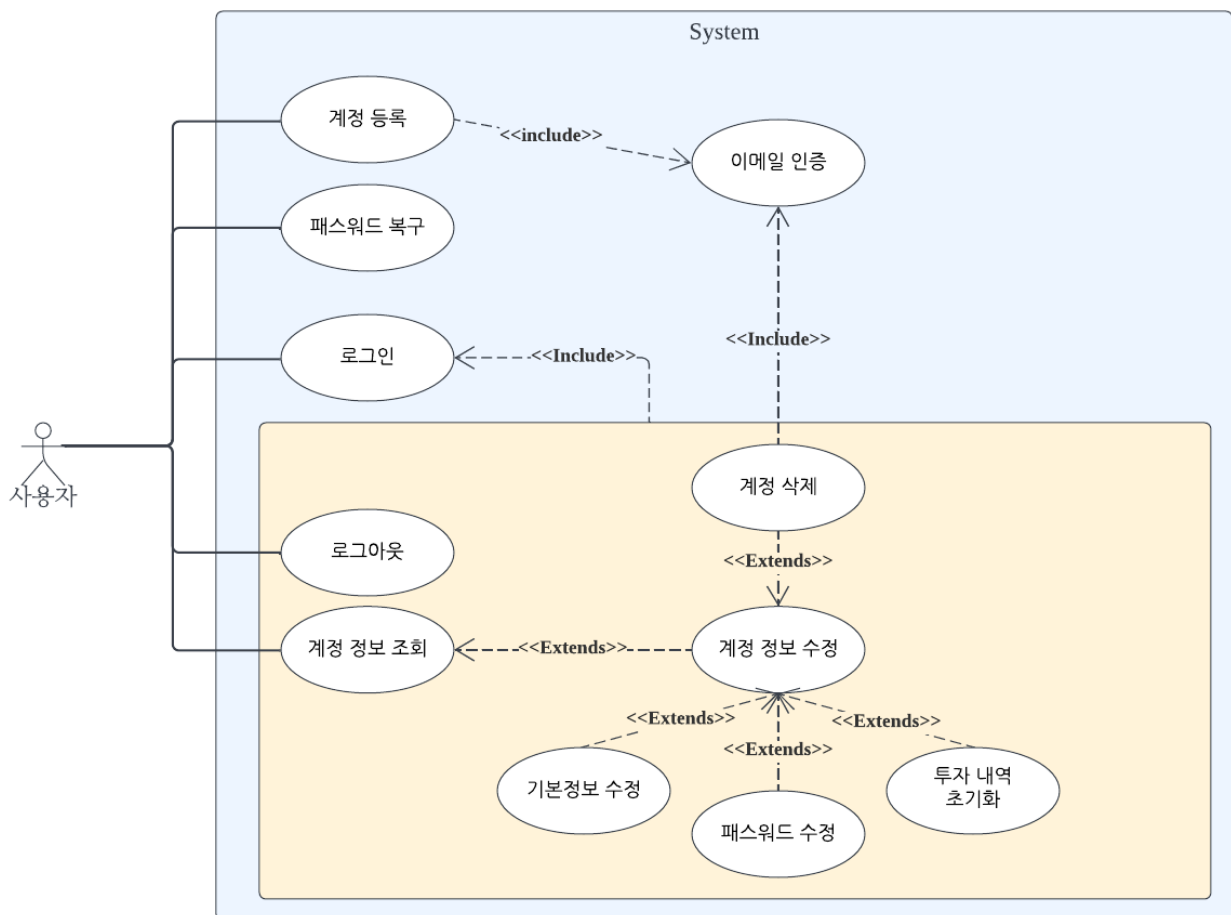 System
계정 등록
<<include>>
이메일 인증
패스워드 복구
<<Include>>
로그인
<<Include>>
사용자
계정 삭제
로그아웃
<<Extends>>
계정 정보 조회
<<Extends>>
계정 정보 수정
<<Extends>>
<<Extends>>
<<Extends>>
기본정보 수정
패스워드 수정
투자 내역
초기화